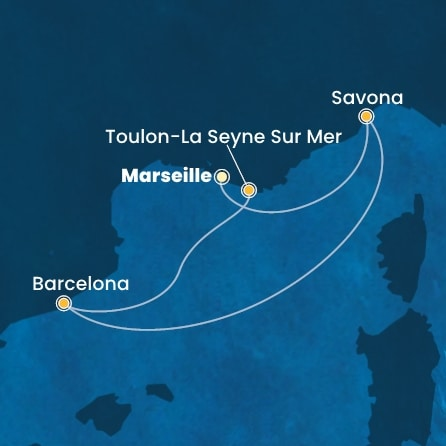 Savona
Toulon-La Seyne Sur Mer
Marseille
Barcelona